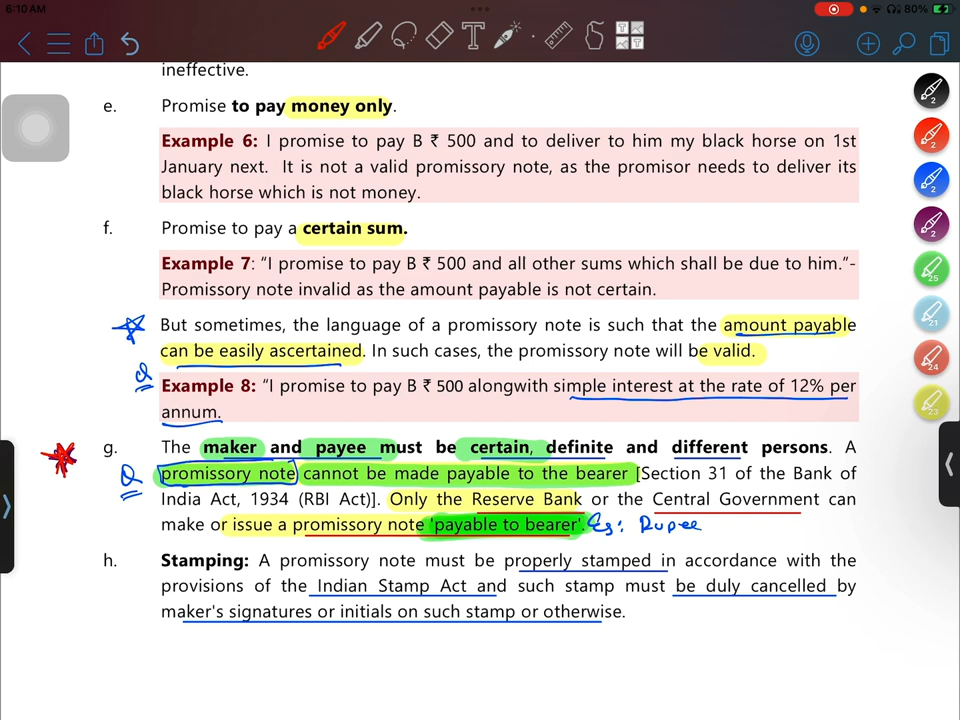 6:10 AM
80%
ineffective.
e. Promise to pay money only.
Example 6: I promise to pay B ₹ 500 and to deliver to him my black horse on 1st
January next. It is not a valid promissory note, as the promisor needs to deliver its
black horse which is not money.
f. Promise to pay a certain sum.
Example 7: “I promise to pay B ₹ 500 and all other sums which shall be due to him.”-
Promissory note invalid as the amount payable is not certain.
But sometimes, the language of a promissory note is such that the amount payable
can be easily ascertained. In such cases, the promissory note will be valid.
Example 8: “I promise to pay B ₹ 500 alongwith simple interest at the rate of 12% per
annum.
g. The maker and payee must be certain, definite and different persons. A
promissory note cannot be made payable to the bearer [Section 31 of the Bank of
India Act, 1934 (RBI Act)]. Only the Reserve Bank or the Central Government can
make or issue a promissory note 'payable to bearer'. Eg: Rupee
h. Stamping: A promissory note must be properly stamped in accordance with the
provisions of the Indian Stamp Act and such stamp must be duly cancelled by
maker's signatures or initials on such stamp or otherwise.
2
2
2
2
25
21
24
23